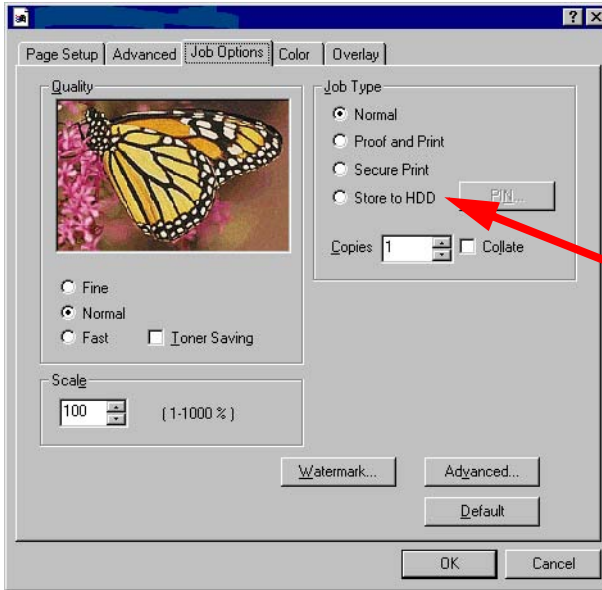 Page Setup Advanced Job Options Color Overlay
Quality
Fine
Normal
Fast Toner Saving
Scale
100 (1-1000 %)
Job Type
Normal
Proof and Print
Secure Print
Store to HDD PIN...
Copies 1 Collate
Watermark... Advanced...
Default
OK Cancel